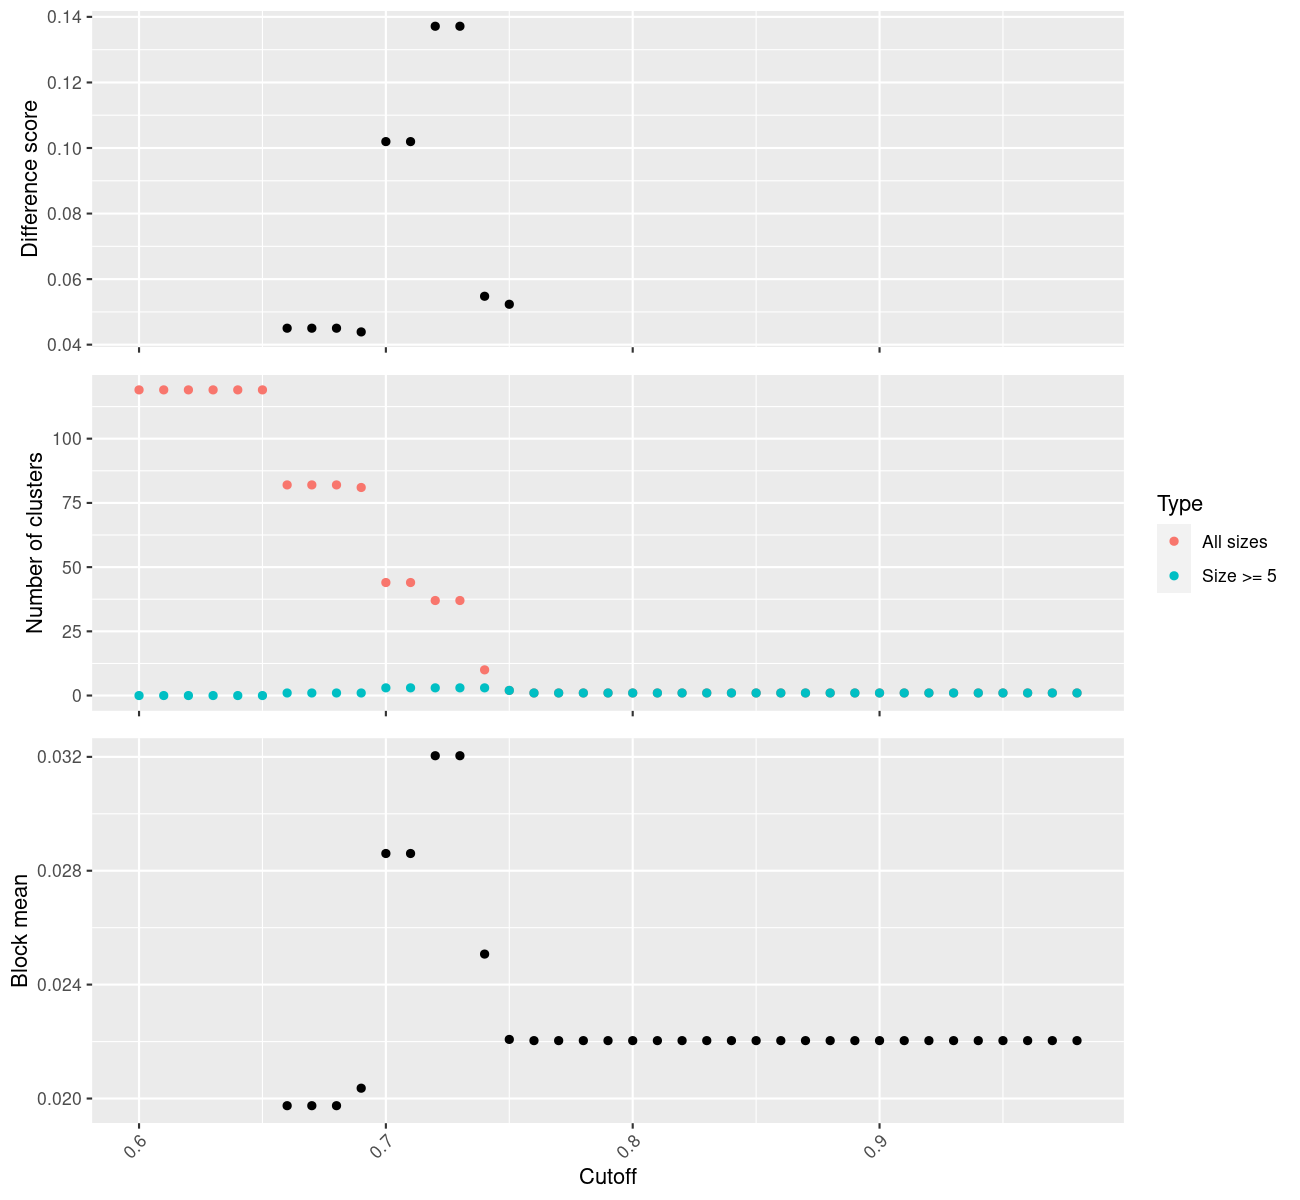 Difference score
0.14
0.12
0.10
0.08
0.06
0.04
Number of clusters
100
75
50
25
0
Type
All sizes
Size >= 5
Block mean
0.032
0.028
0.024
0.020
0.6
0.7
0.8
0.9
Cutoff